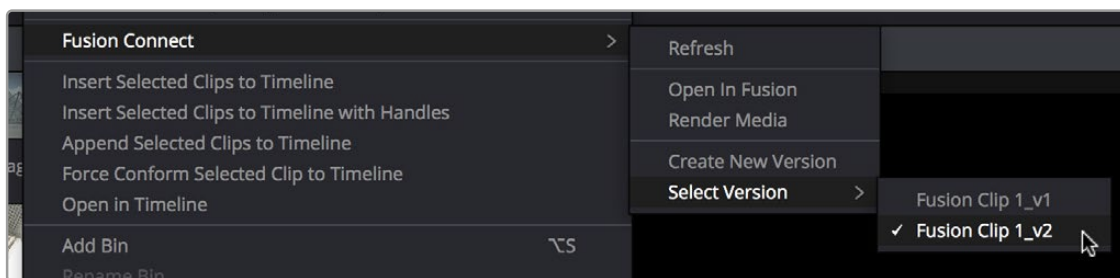 Fusion Connect >
Insert Selected Clips to Timeline
Insert Selected Clips to Timeline with Handles
Append Selected Clips to Timeline
Force Conform Selected Clip to Timeline
Open in Timeline
Add Bin ⌥S
Rename Bin
Refresh
Open In Fusion
Render Media
Create New Version
Select Version >
Fusion Clip 1_v1
✓ Fusion Clip 1_v2